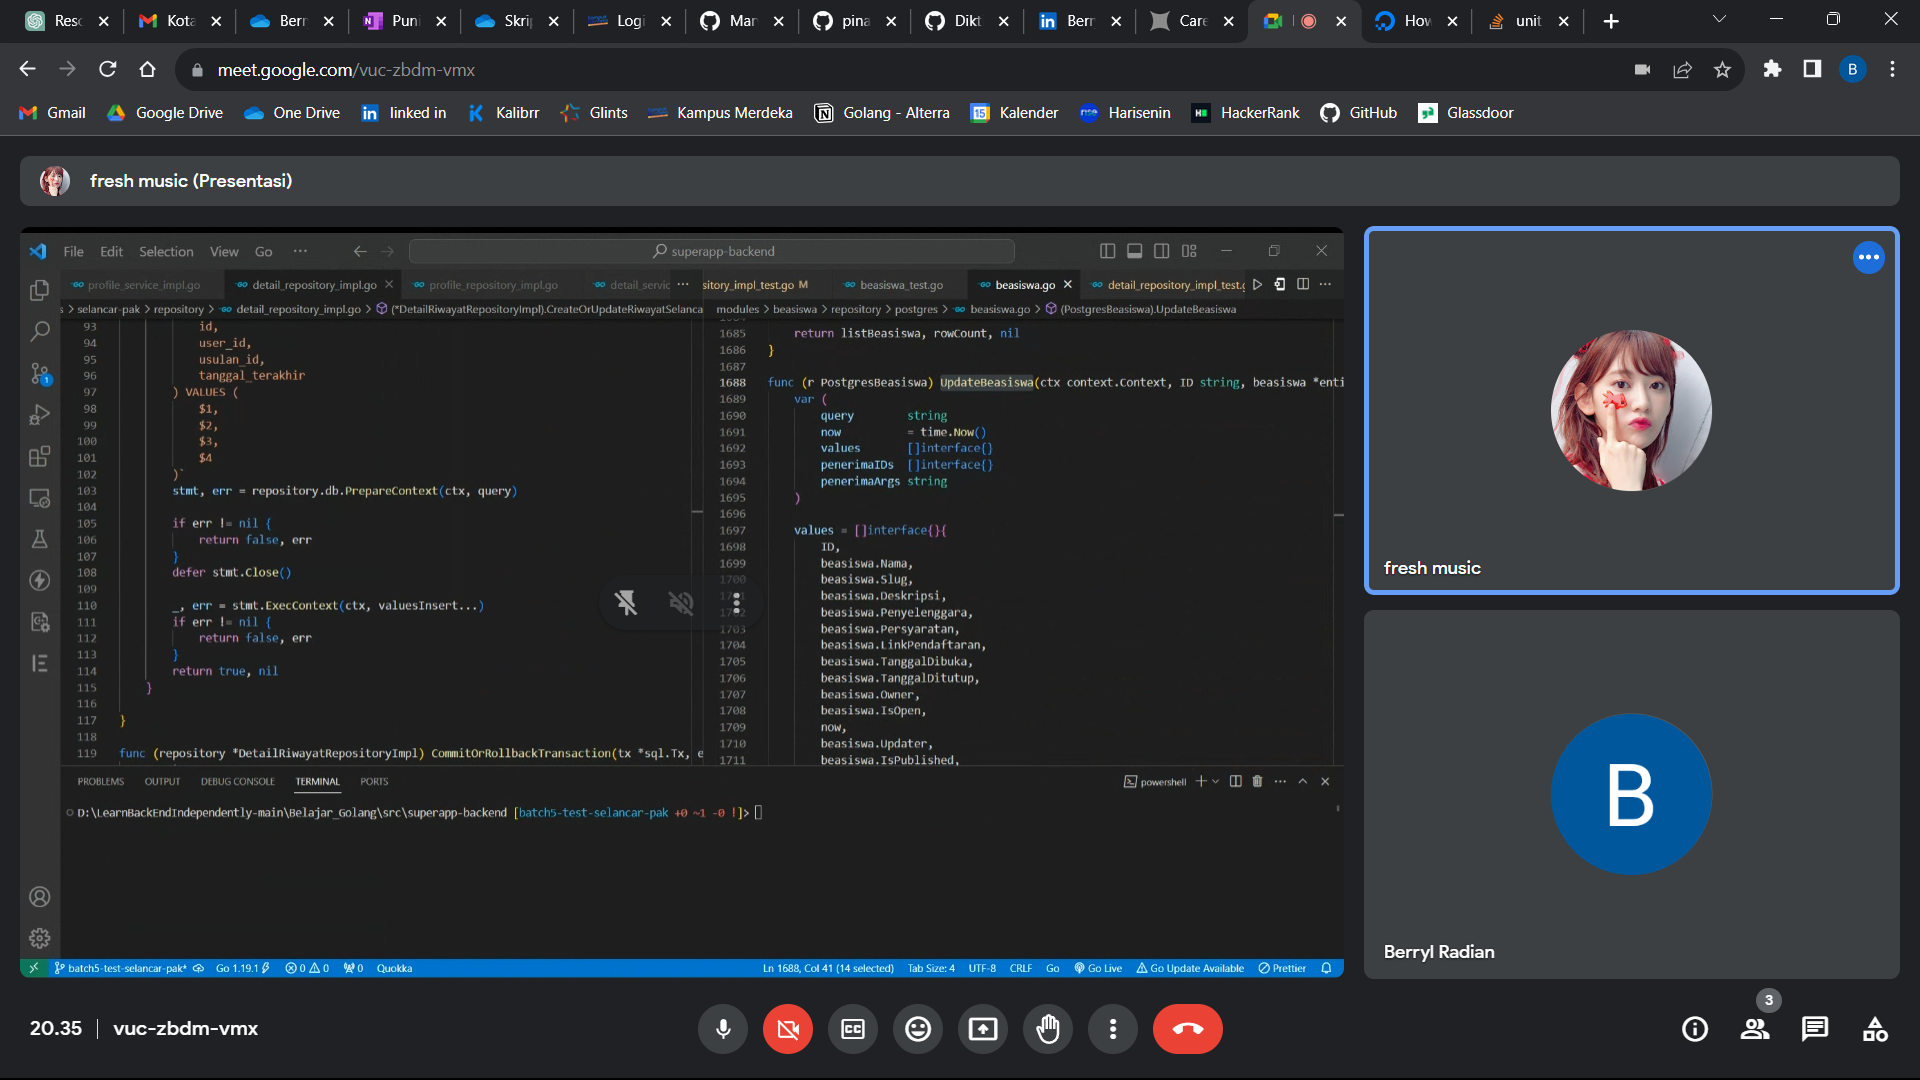 Resc
Kota
Berr
Puni
Skrip
Logi
Mar
pina
Dikt
Berr
Care
How
unit
meet.google.com/vuc-zbdm-vmx
B
Gmail
Google Drive
One Drive
linked in
Kalibrr
Glints
Kampus Merdeka
Golang - Alterra
Kalender
Harisenin
HackerRank
GitHub
Glassdoor
fresh music (Presentasi)
File Edit Selection View Go ···
superapp-backend
profile_service_impl.go
detail_repository_impl.go
profile_repository_impl.go
detail_servic
sitory_impl_test.go M
beasiswa_test.go
beasiswa.go
detail_repository_impl_test.g
s > selancar-pak > repository > detail_repository_impl.go > (*DetailRiwayatRepositoryImpl).CreateOrUpdateRiwayatSelanca
93 id,
94 user_id,
95 usulan_id,
96 tanggal_terakhir
97 ) VALUES (
98 $1,
99 $2,
100 $3,
101 $4
102 )`
103 stmt, err = repository.db.PrepareContext(ctx, query)
104
105 if err != nil {
106 return false, err
107 }
108 defer stmt.Close()
109
110 _, err = stmt.ExecContext(ctx, valuesInsert...)
111 if err != nil {
112 return false, err
113 }
114 return true, nil
115 }
116
117 }
118
119 func (repository *DetailRiwayatRepositoryImpl) CommitOrRollbackTransaction(tx *sql.Tx, e
modules > beasiswa > repository > postgres > beasiswa.go > (PostgresBeasiswa).UpdateBeasiswa
1685 return listBeasiswa, rowCount, nil
1686 }
1687
1688 func (r PostgresBeasiswa) UpdateBeasiswa(ctx context.Context, ID string, beasiswa *enti
1689 var (
1690 query string
1691 now = time.Now()
1692 values []interface{}
1693 penerimaIDs []interface{}
1694 penerimaArgs string
1695 )
1696
1697 values = []interface{}{
1698 ID,
1699 beasiswa.Nama,
1700 beasiswa.Slug,
1701 beasiswa.Deskripsi,
1702 beasiswa.Penyelenggara,
1703 beasiswa.Persyaratan,
1704 beasiswa.LinkPendaftaran,
1705 beasiswa.TanggalDibuka,
1706 beasiswa.TanggalDitutup,
1707 beasiswa.Owner,
1708 beasiswa.IsOpen,
1709 now,
1710 beasiswa.Updater,
1711 beasiswa.IsPublished,
PROBLEMS OUTPUT DEBUG CONSOLE TERMINAL PORTS
powershell
D:\LearnBackEndIndependently-main\Belajar_Golang\src\superapp-backend [batch5-test-selancar-pak +0 ~1 -0 !]>
batch5-test-selancar-pak* Go 1.19.1 0 0 0 Quokka
Ln 1688, Col 41 (14 selected) Tab Size: 4 UTF-8 CRLF Go Go Live Go Update Available Prettier
fresh music
B
Berryl Radian
20.35 | vuc-zbdm-vmx
3